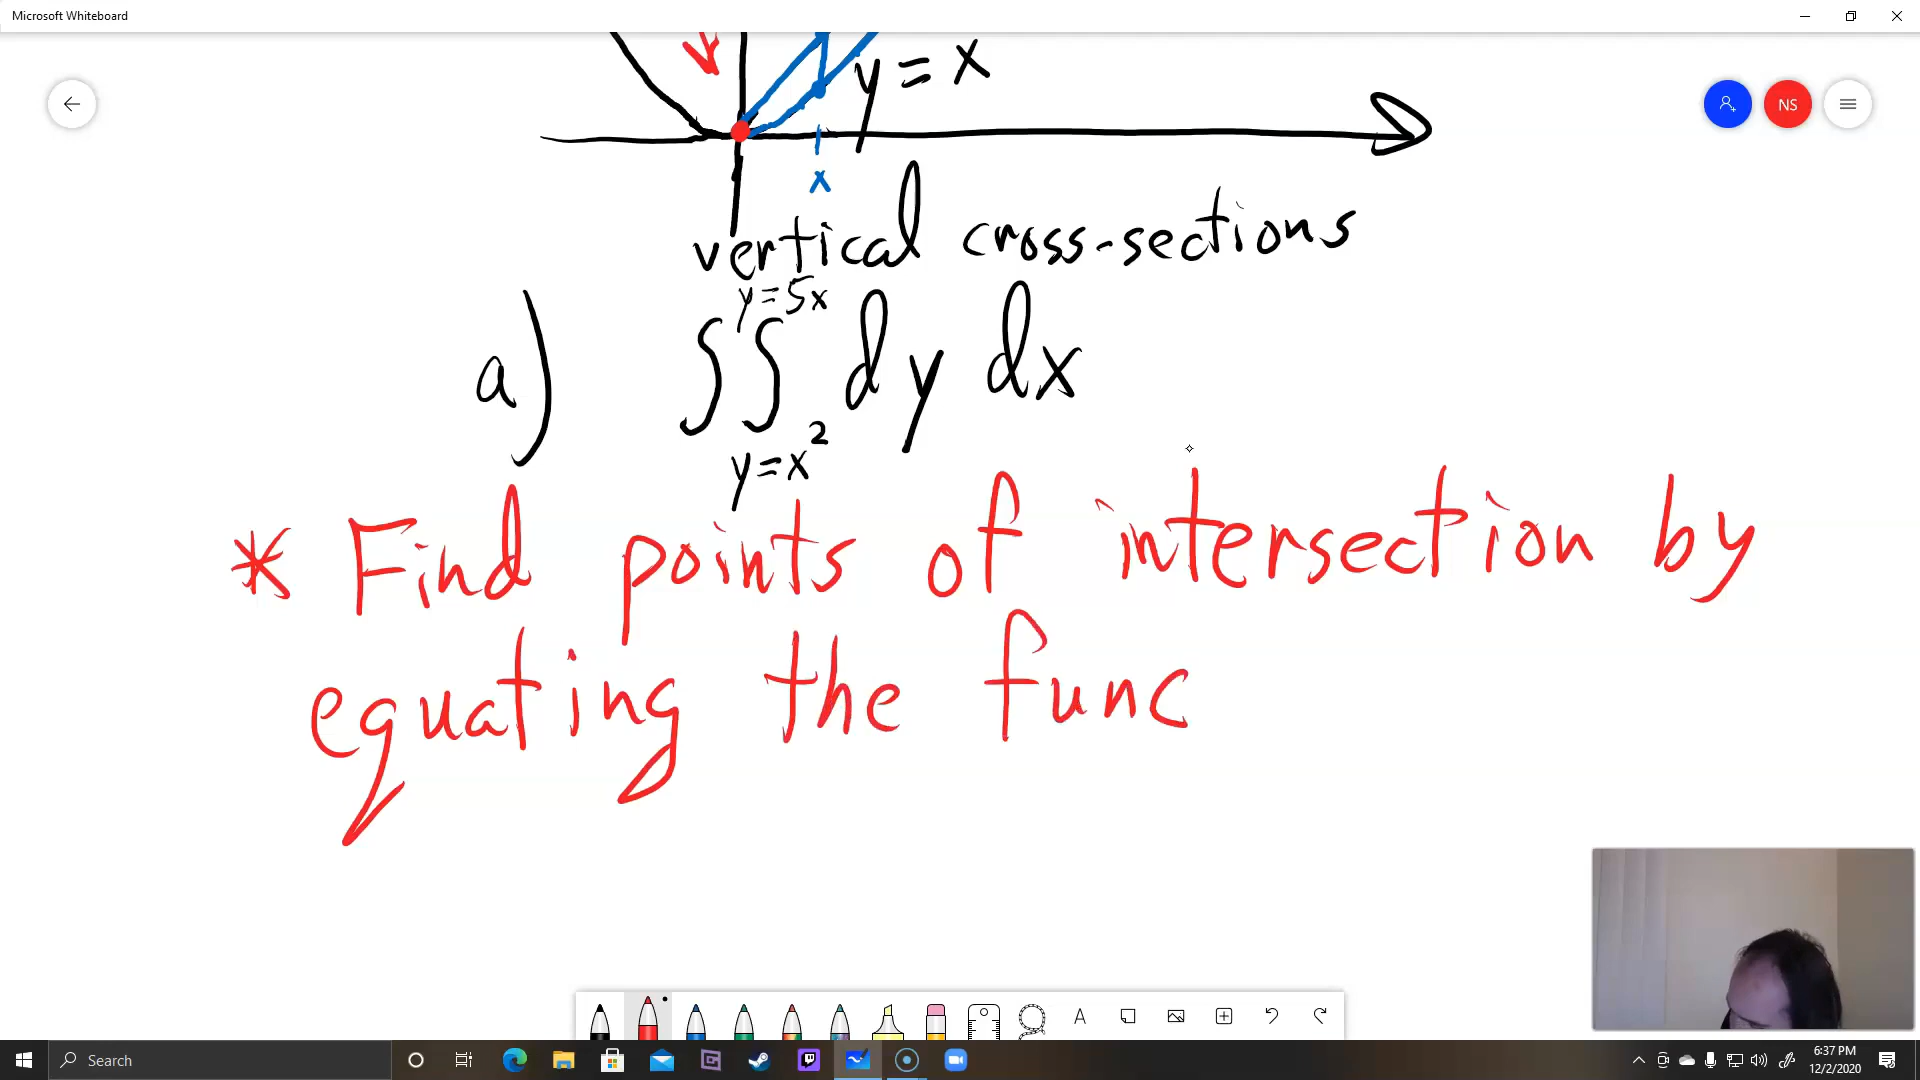 Microsoft Whiteboard
y = x
NS
x
vertical cross-sections
y=5x
a) ∫∫ dy dx
y=x²
* Find points of intersection by
equating the func
A
Search
6:37 PM
12/2/2020